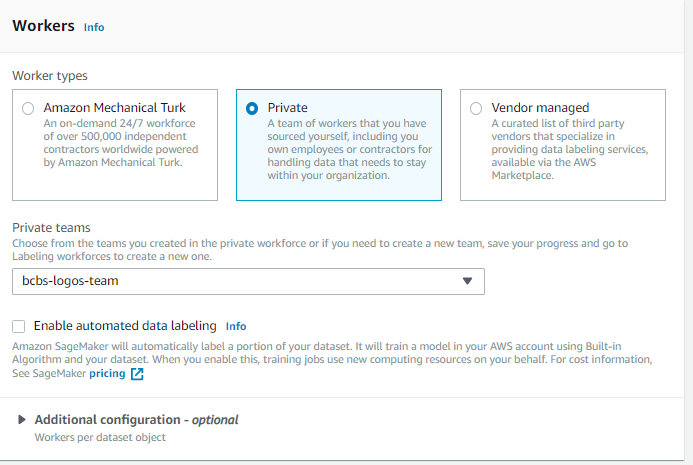 Workers Info
Worker types
Amazon Mechanical Turk
An on-demand 24/7 workforce
of over 500,000 independent
contractors worldwide powered
by Amazon Mechanical Turk.
Private
A team of workers that you have
sourced yourself, including you
own employees or contractors for
handling data that needs to stay
within your organization.
Vendor managed
A curated list of third party
vendors that specialize in
providing data labeling services,
available via the AWS
Marketplace.
Private teams
Choose from the teams you created in the private workforce or if you need to create a new team, save your progress and go to
Labeling workforces to create a new one.
bcbs-logos-team
Enable automated data labeling Info
Amazon SageMaker will automatically label a portion of your dataset. It will train a model in your AWS account using Built-in
Algorithm and your dataset. When you enable this, training jobs use new computing resources on your behalf. For cost information,
See SageMaker pricing
Additional configuration - optional
Workers per dataset object